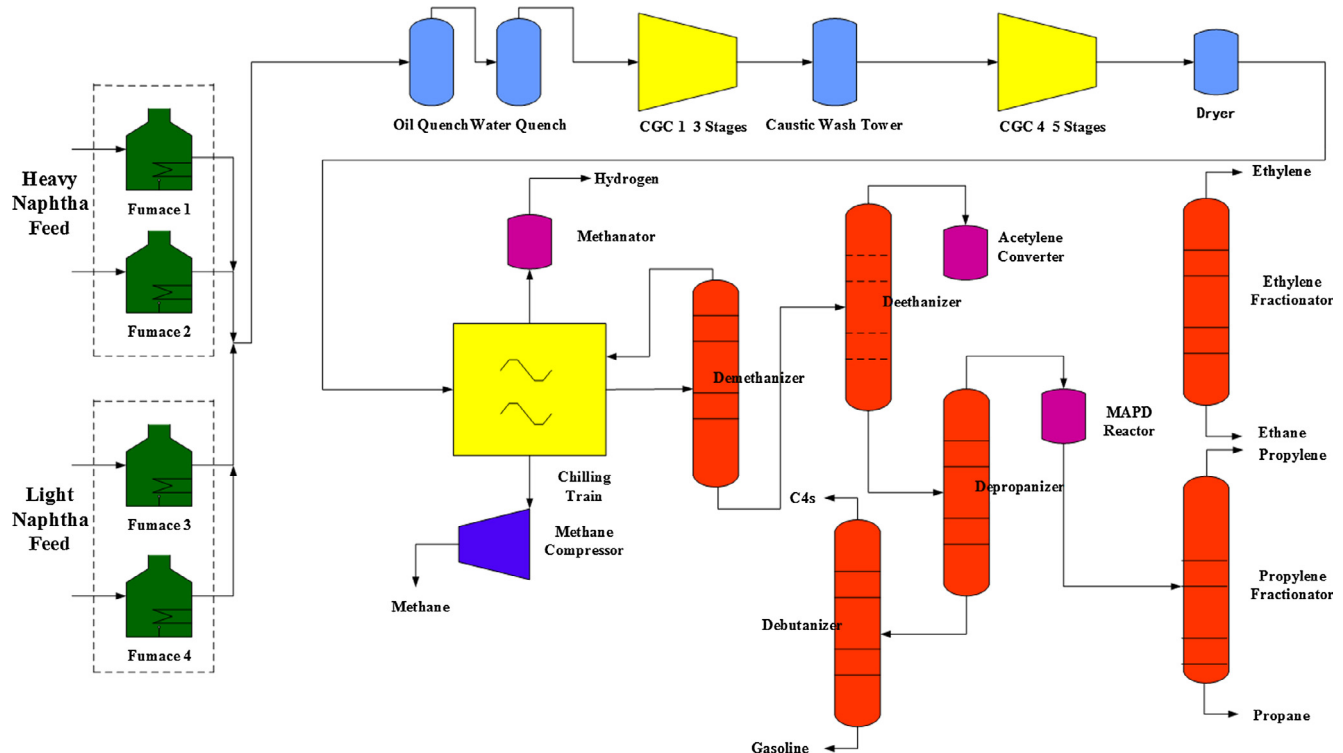 Oil Quench
Water Quench
CGC 1 3 Stages
Caustic Wash Tower
CGC 4 5 Stages
Dryer
Heavy
Naphtha
Feed
Fumace 1
Fumace 2
Light
Naphtha
Feed
Fumace 3
Fumace 4
Hydrogen
Methanator
Chilling
Train
Methane
Compressor
Methane
Demethanizer
Deethanizer
Acetylene
Converter
Depropanizer
MAPD
Reactor
C4s
Debutanizer
Gasoline
Ethylene
Ethylene
Fractionator
Ethane
Propylene
Propylene
Fractionator
Propane